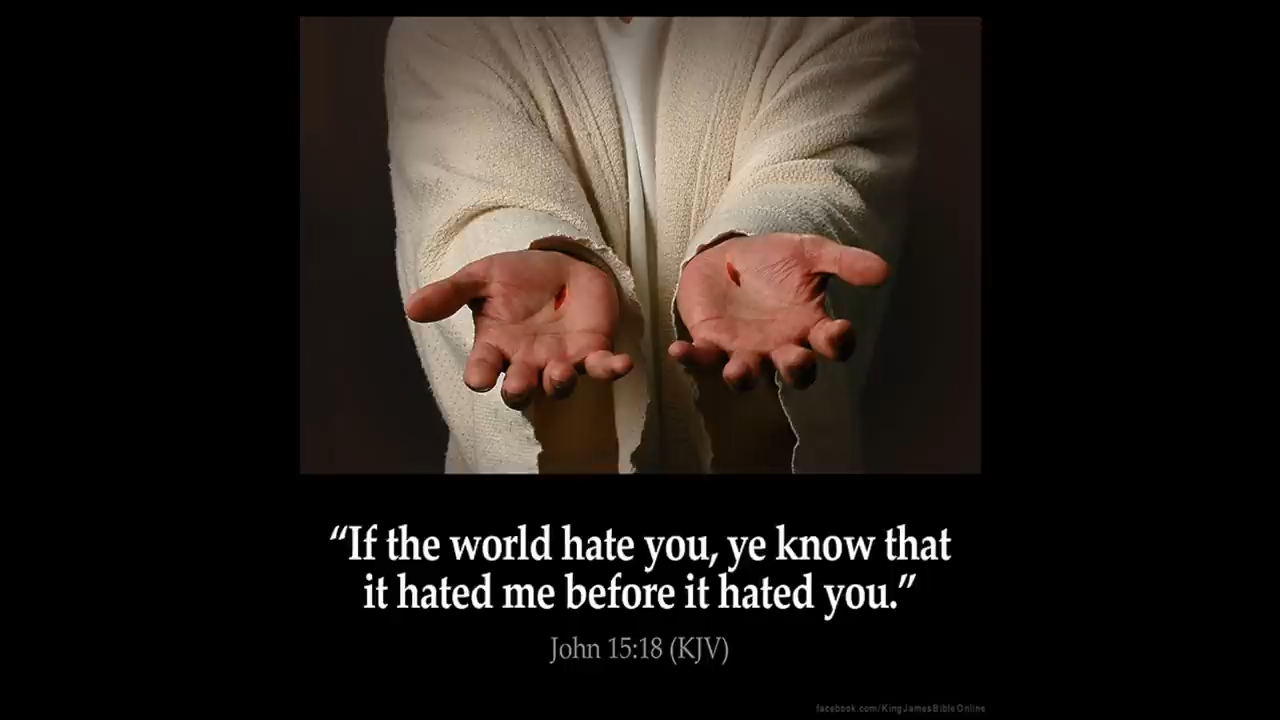 “If the world hate you, ye know that
it hated me before it hated you.”
John 15:18 (KJV)
facebook.com/KingJamesBibleOnline